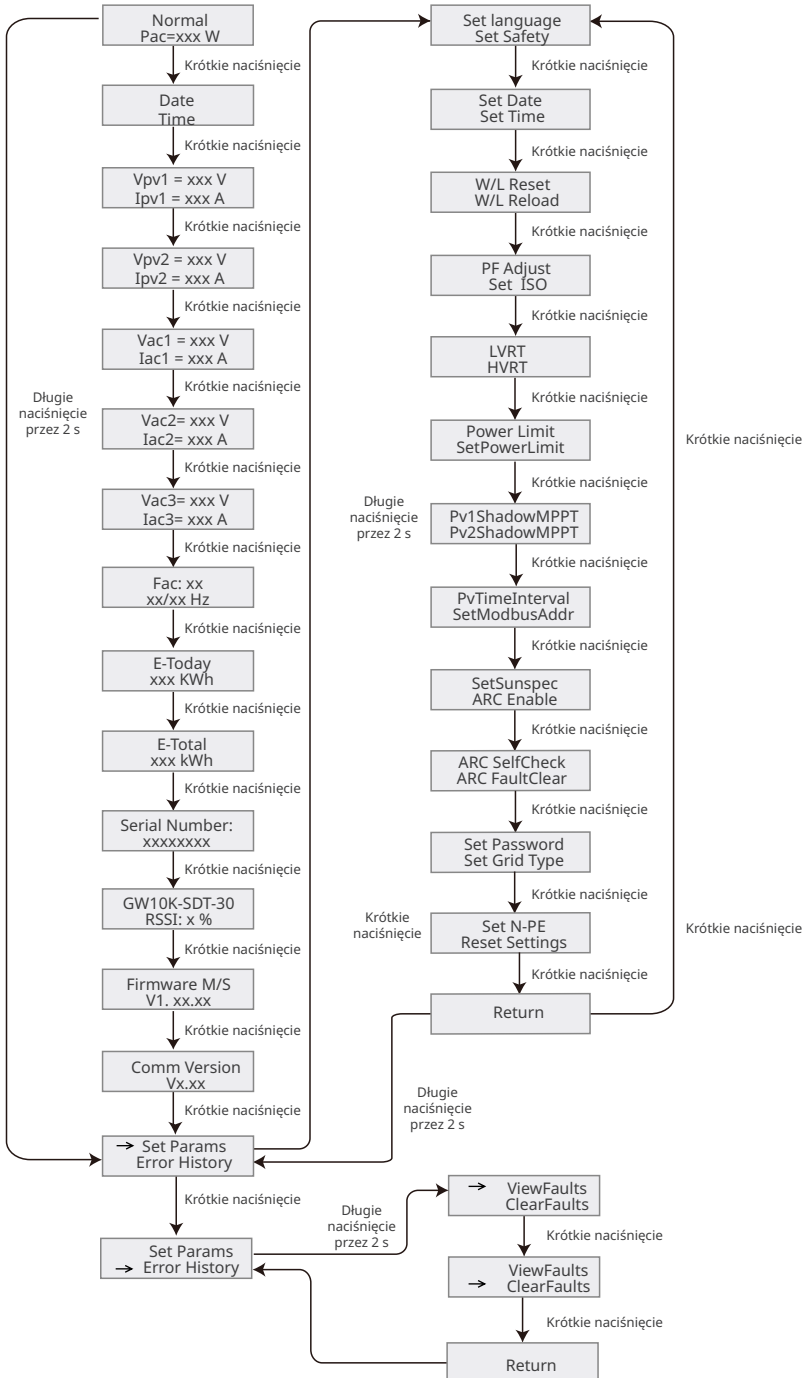 Normal
Pac=xxx W
Krótkie naciśnięcie
Date
Time
Krótkie naciśnięcie
Vpv1 = xxx V
Ipv1 = xxx A
Krótkie naciśnięcie
Vpv2 = xxx V
Ipv2 = xxx A
Krótkie naciśnięcie
Vac1 = xxx V
Iac1 = xxx A
Krótkie naciśnięcie
Długie
naciśnięcie
przez 2 s
Vac2= xxx V
Iac2= xxx A
Krótkie naciśnięcie
Vac3= xxx V
Iac3= xxx A
Krótkie naciśnięcie
Fac: xx
xx/xx Hz
Krótkie naciśnięcie
E-Today
xxx KWh
Krótkie naciśnięcie
E-Total
xxx kWh
Krótkie naciśnięcie
Serial Number:
xxxxxxxx
Krótkie naciśnięcie
GW10K-SDT-30
RSSI: x %
Krótkie naciśnięcie
Firmware M/S
V1. xx.xx
Krótkie naciśnięcie
Comm Version
Vx.xx
Krótkie naciśnięcie
→ Set Params
Error History
Krótkie naciśnięcie
Set Params
→ Error History
Długie
naciśnięcie
przez 2 s
Set language
Set Safety
Krótkie naciśnięcie
Set Date
Set Time
Krótkie naciśnięcie
W/L Reset
W/L Reload
Krótkie naciśnięcie
PF Adjust
Set ISO
Krótkie naciśnięcie
LVRT
HVRT
Krótkie naciśnięcie
Power Limit
SetPowerLimit
Krótkie naciśnięcie
Krótkie naciśnięcie
Długie
naciśnięcie
przez 2 s
Pv1ShadowMPPT
Pv2ShadowMPPT
Krótkie naciśnięcie
PvTimeInterval
SetModbusAddr
Krótkie naciśnięcie
SetSunspec
ARC Enable
Krótkie naciśnięcie
ARC SelfCheck
ARC FaultClear
Krótkie naciśnięcie
Set Password
Set Grid Type
Krótkie naciśnięcie
Krótkie
naciśnięcie
Set N-PE
Reset Settings
Krótkie naciśnięcie
Krótkie naciśnięcie
Return
Długie
naciśnięcie
przez 2 s
→ ViewFaults
ClearFaults
Krótkie naciśnięcie
ViewFaults
→ ClearFaults
Krótkie naciśnięcie
Return